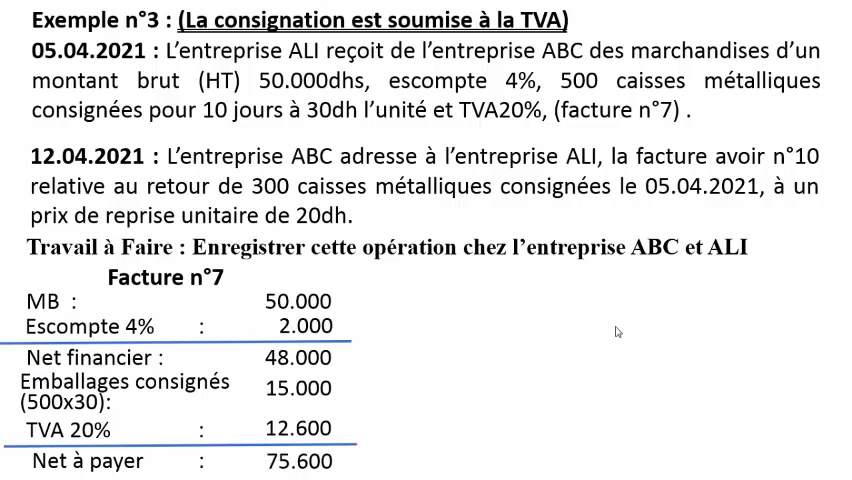 Exemple n°3 : (La consignation est soumise à la TVA)
05.04.2021 : L’entreprise ALI reçoit de l’entreprise ABC des marchandises d’un
montant brut (HT) 50.000dhs, escompte 4%, 500 caisses métalliques
consignées pour 10 jours à 30dh l’unité et TVA20%, (facture n°7) .
12.04.2021 : L’entreprise ABC adresse à l’entreprise ALI, la facture avoir n°10
relative au retour de 300 caisses métalliques consignées le 05.04.2021, à un
prix de reprise unitaire de 20dh.
Travail à Faire : Enregistrer cette opération chez l’entreprise ABC et ALI
Facture n°7
MB : 50.000
Escompte 4% : 2.000
Net financier : 48.000
Emballages consignés
(500x30): 15.000
TVA 20% : 12.600
Net à payer : 75.600